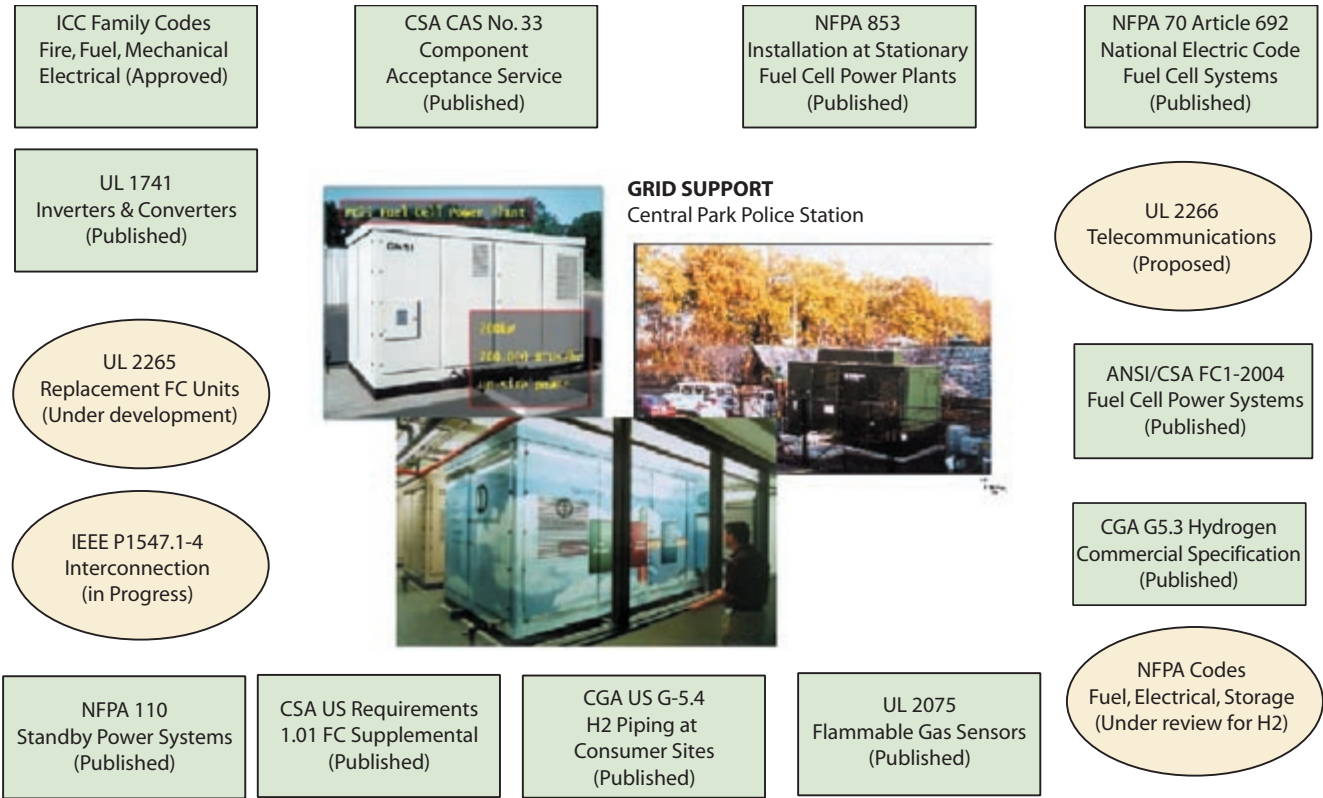 ICC Family Codes
Fire, Fuel, Mechanical
Electrical (Approved)
CSA CAS No. 33
Component
Acceptance Service
(Published)
NFPA 853
Installation at Stationary
Fuel Cell Power Plants
(Published)
NFPA 70 Article 692
National Electric Code
Fuel Cell Systems
(Published)
UL 1741
Inverters & Converters
(Published)
GRID SUPPORT
Central Park Police Station
UL 2266
Telecommunications
(Proposed)
Fuel Cell Power Plant
200kW
UL 2265
Replacement FC Units
(Under development)
ANSI/CSA FC1-2004
Fuel Cell Power Systems
(Published)
IEEE P1547.1-4
Interconnection
(in Progress)
CGA G5.3 Hydrogen
Commercial Specification
(Published)
NFPA Codes
Fuel, Electrical, Storage
(Under review for H2)
NFPA 110
Standby Power Systems
(Published)
CSA US Requirements
1.01 FC Supplemental
(Published)
CGA US G-5.4
H2 Piping at
Consumer Sites
(Published)
UL 2075
Flammable Gas Sensors
(Published)